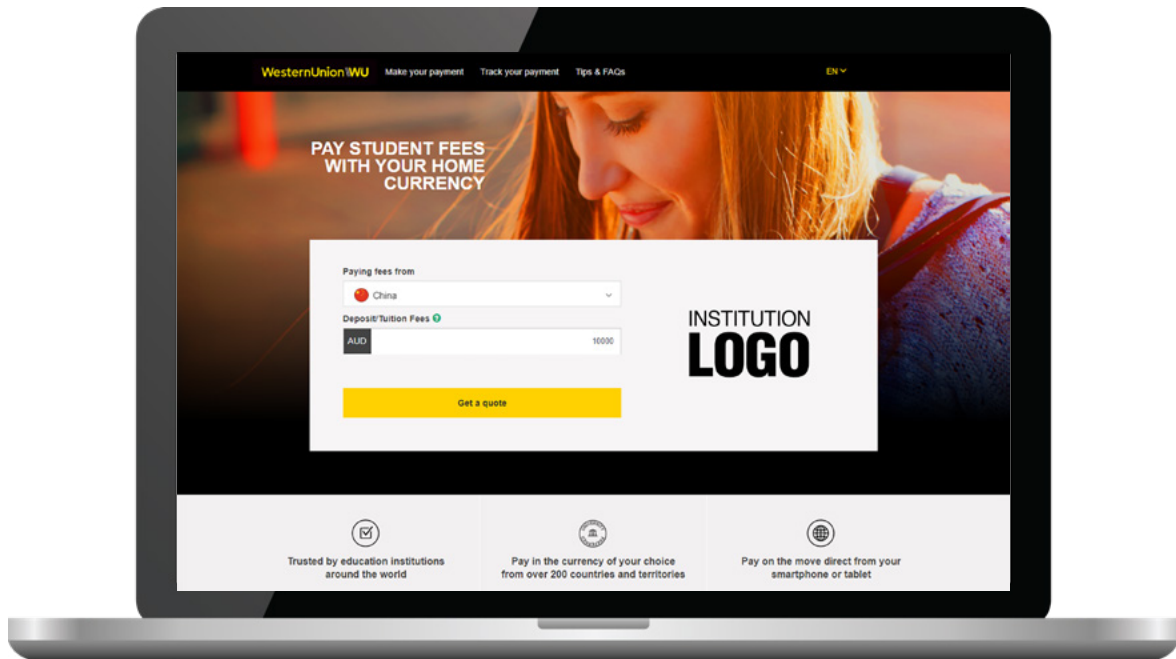 WesternUnion WU Make your payment Track your payment Tips & FAQs EN
PAY STUDENT FEES
WITH YOUR HOME
CURRENCY
Paying fees from
China
Deposit/Tuition Fees ?
AUD 10000
Get a quote
INSTITUTION
LOGO
Trusted by education institutions
around the world
Pay in the currency of your choice
from over 200 countries and territories
Pay on the move direct from your
smartphone or tablet